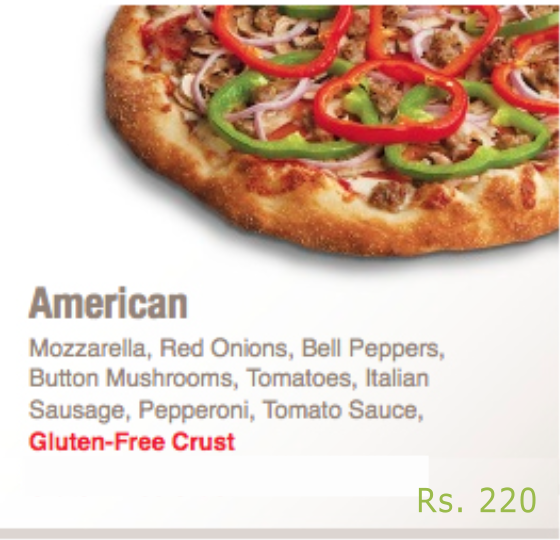 American
Mozzarella, Red Onions, Bell Peppers,
Button Mushrooms, Tomatoes, Italian
Sausage, Pepperoni, Tomato Sauce,
Gluten-Free Crust
Rs. 220